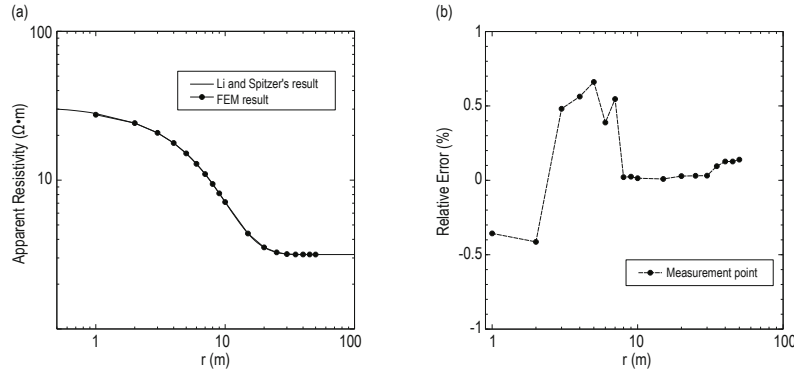 (a)
100
10
Apparent Resistivity (Ω•m)
Li and Spitzer's result
FEM result
1
10
100
r (m)
(b)
1
0.5
0
-0.5
-1
Relative Error (%)
Measurement point
1
10
100
r (m)